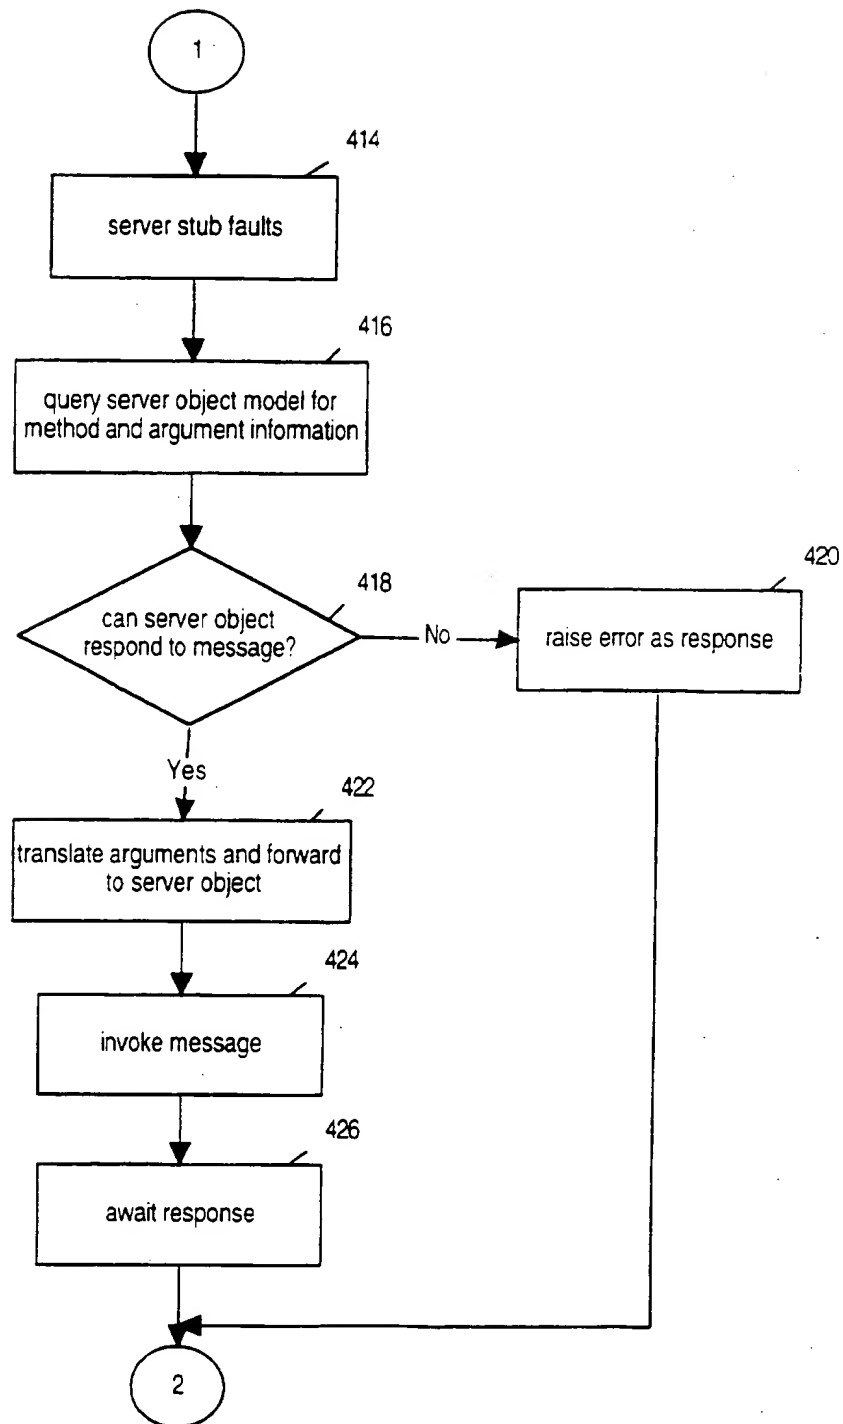 1
414
server stub faults
416
query server object model for
method and argument information
418
can server object
respond to message?
No
420
raise error as response
Yes
422
translate arguments and forward
to server object
424
invoke message
426
await response
2